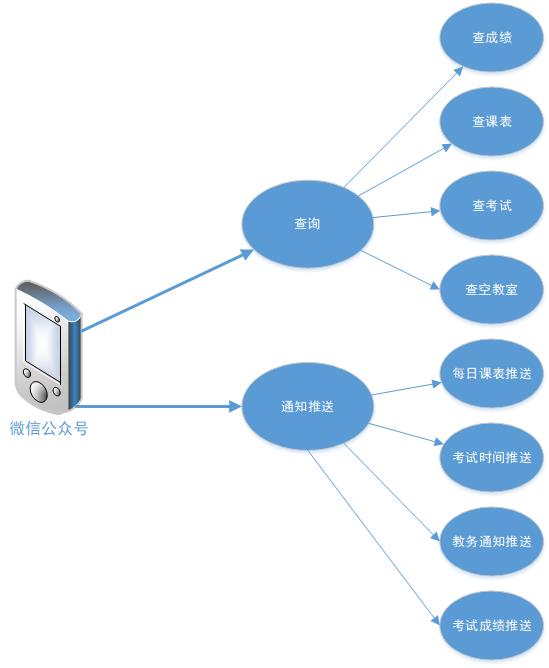 查成绩
查课表
查考试
查询
查空教室
微信公众号
每日课表推送
通知推送
考试时间推送
教务通知推送
考试成绩推送